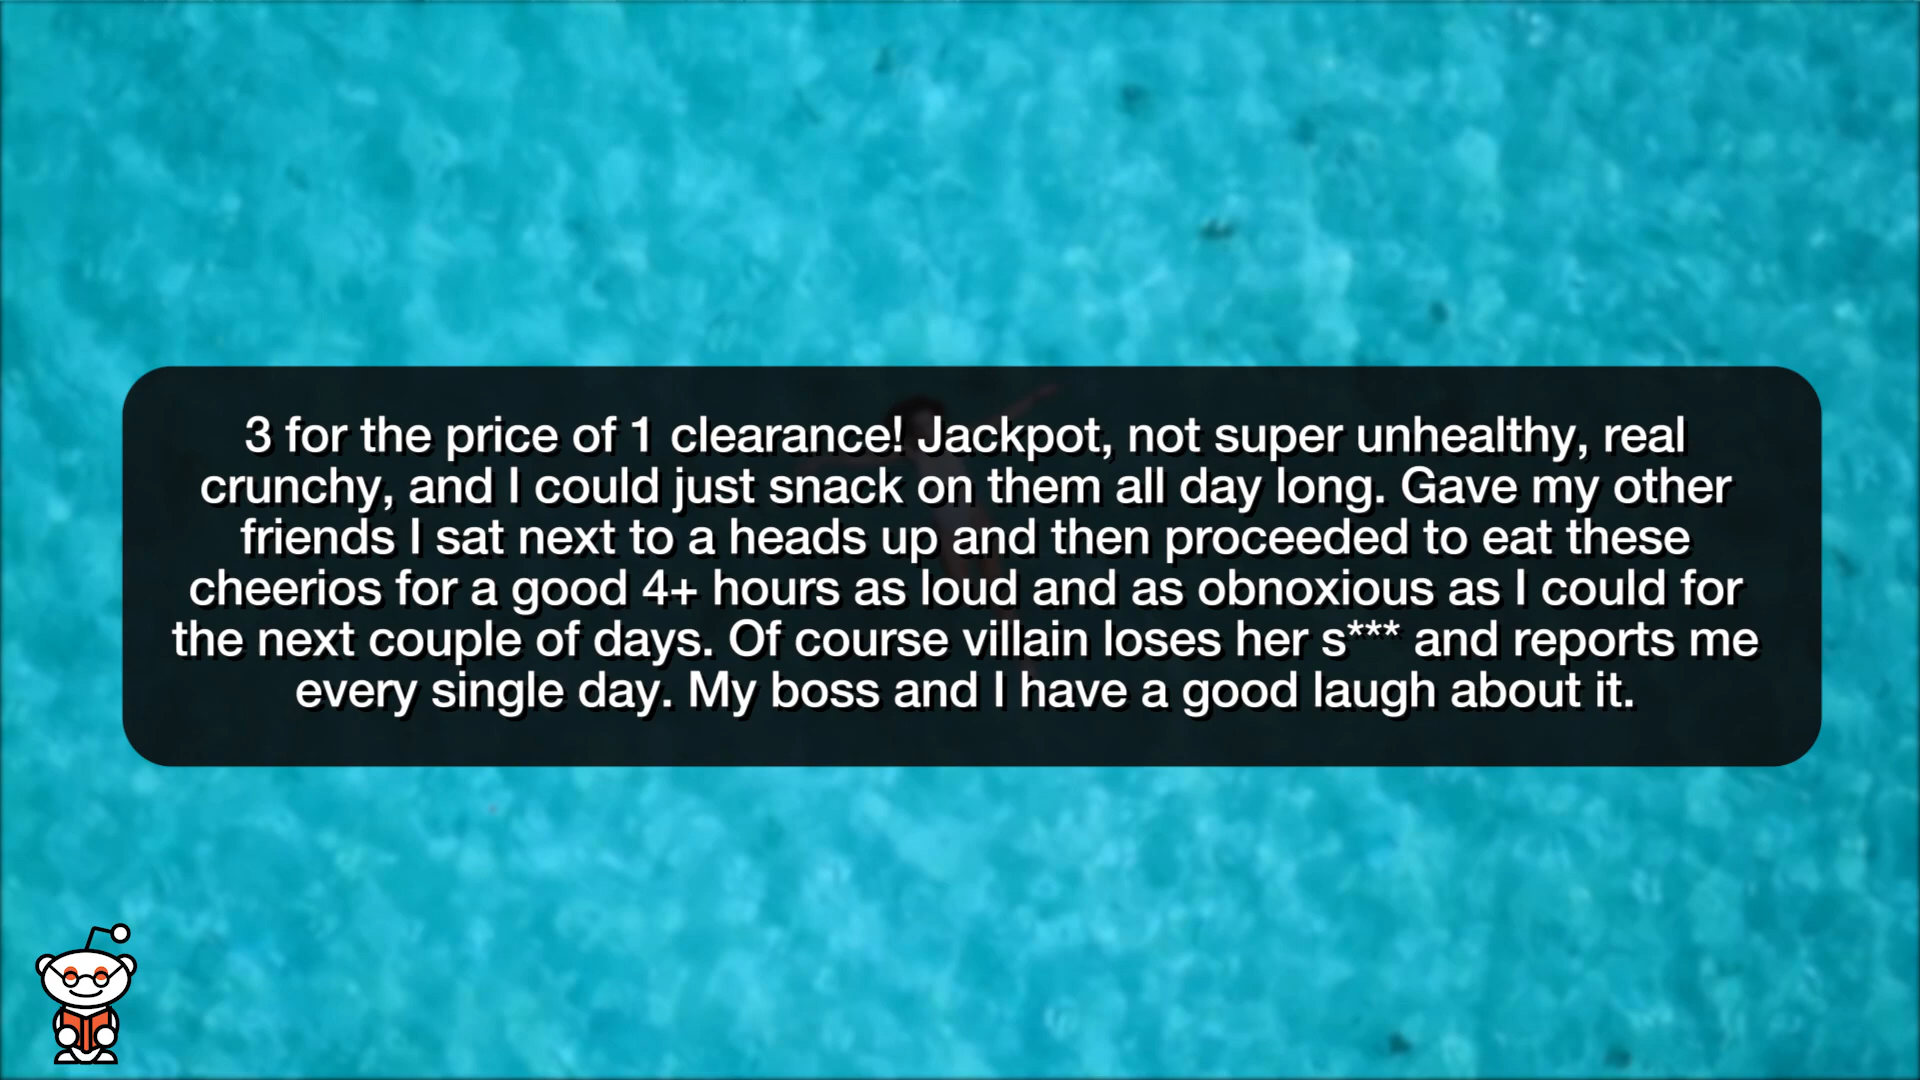 3 for the price of 1 clearance! Jackpot, not super unhealthy, real
crunchy, and I could just snack on them all day long. Gave my other
friends I sat next to a heads up and then proceeded to eat these
cheerios for a good 4+ hours as loud and as obnoxious as I could for
the next couple of days. Of course villain loses her s*** and reports me
every single day. My boss and I have a good laugh about it.